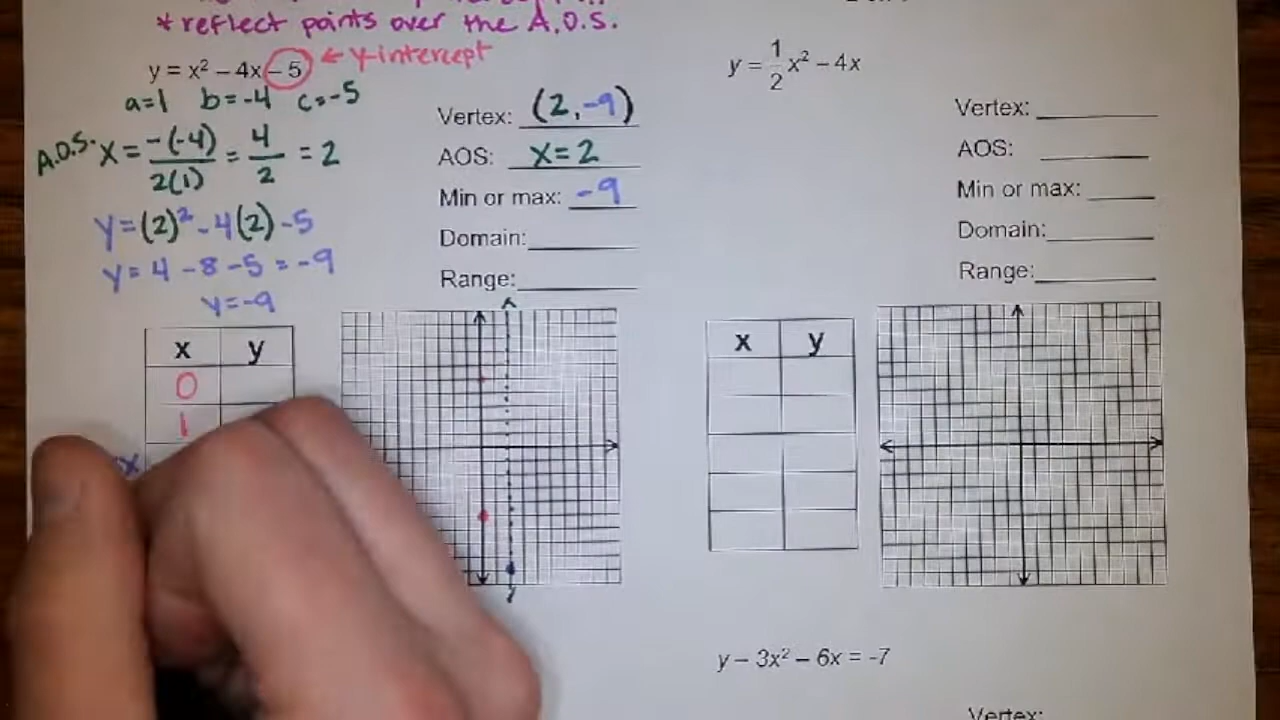 * reflect points over the A.O.S.
y = x² – 4x – 5 ← y-intercept
a=1 b=-4 c=-5
A.O.S. x = -(-4)/2(1) = 4/2 = 2
y=(2)²-4(2)-5
y=4-8-5=-9
y=-9
Vertex: (2,-9)
AOS: x=2
Min or max: -9
Domain:
Range:
x y
0
1
y = 1/2 x² – 4x
Vertex:
AOS:
Min or max:
Domain:
Range:
x y
y – 3x² – 6x = -7
Vertex: